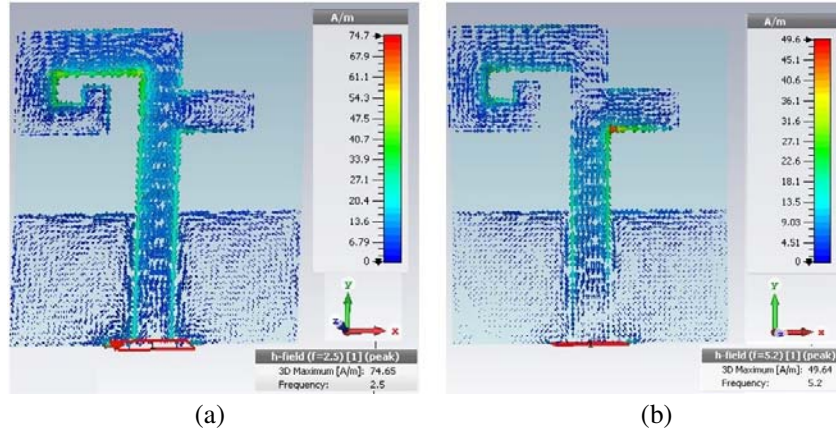 A/m
74.7
67.9
61.1
54.3
47.5
40.7
33.9
27.1
20.4
13.6
6.79
0
y
z
x
h-field (f=2.5) [1] (peak)
3D Maximum [A/m]: 74.65
Frequency: 2.5
(a)
A/m
49.6
45.1
40.6
36.1
31.6
27.1
22.6
18.1
13.5
9.03
4.51
0
y
z
x
h-field (f=5.2) [1] (peak)
3D Maximum [A/m]: 49.64
Frequency: 5.2
(b)